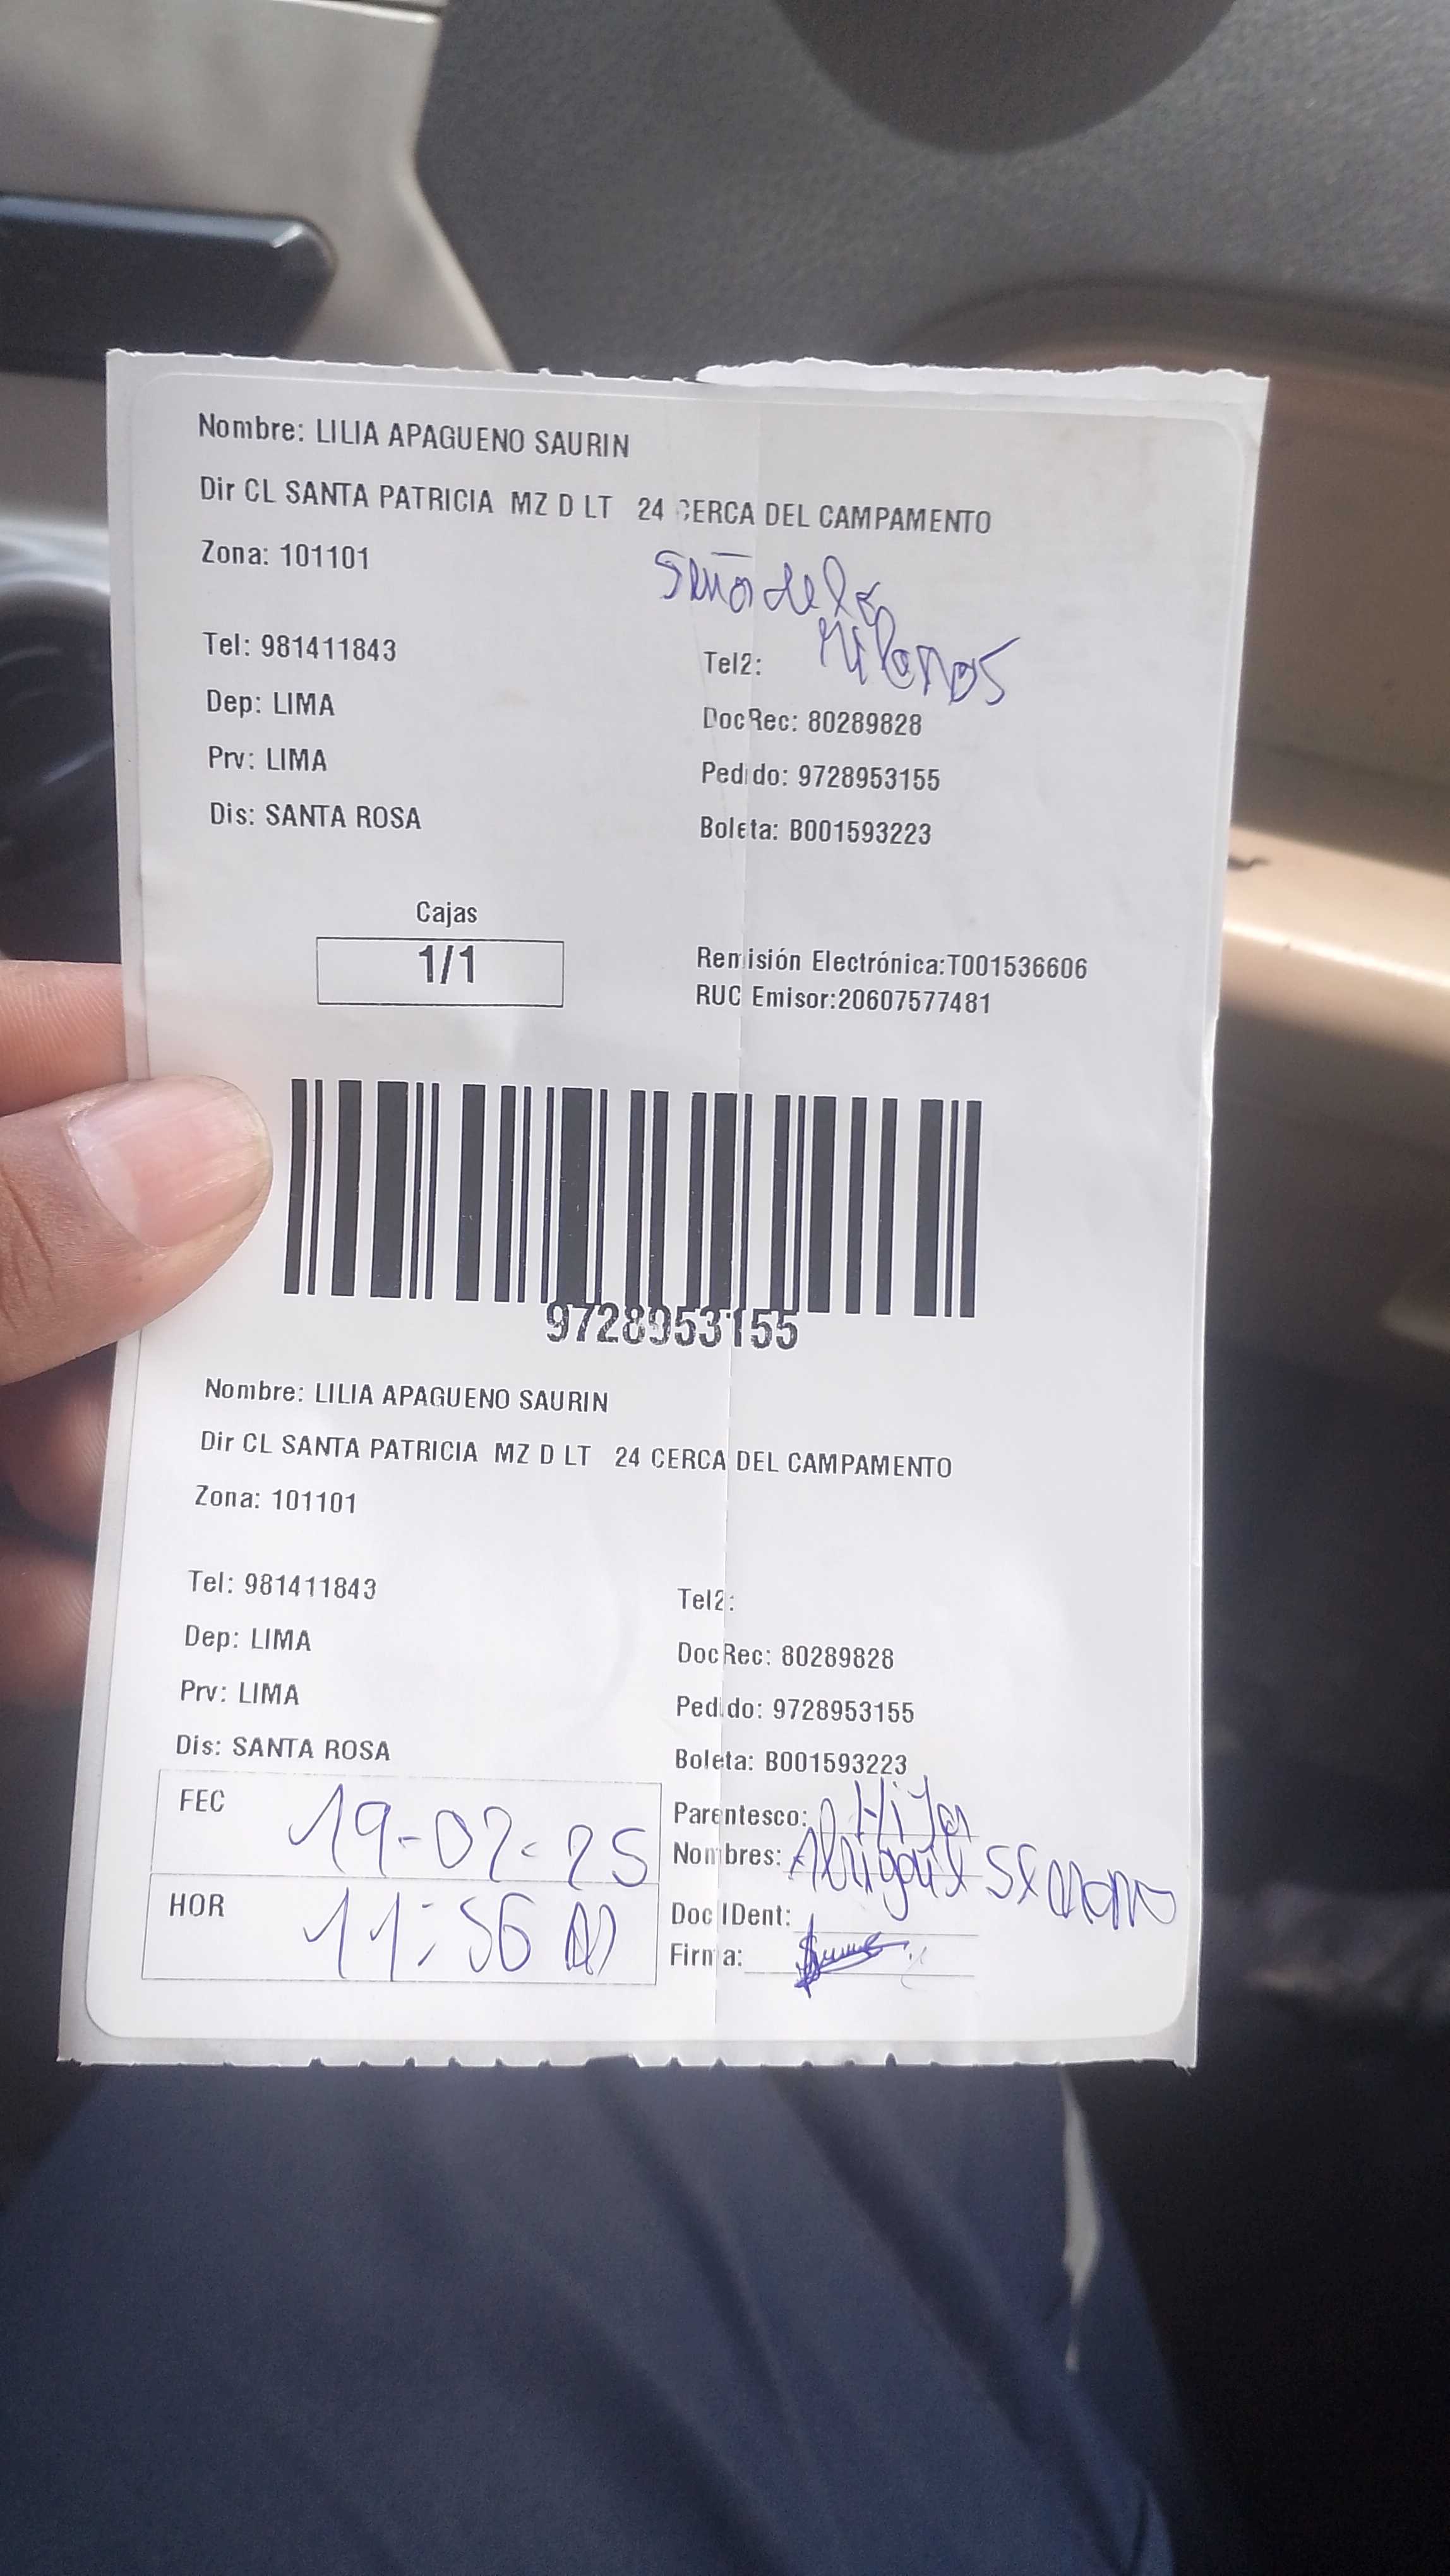 Nombre: LILIA APAGUENO SAURIN
Dir CL SANTA PATRICIA MZ D LT 24 CERCA DEL CAMPAMENTO
Zona: 101101
Señor de los
Milagros
Tel: 981411843
Tel2:
Dep: LIMA
DocRec: 80289828
Prv: LIMA
Pedido: 9728953155
Dis: SANTA ROSA
Boleta: B001593223
Cajas
1/1
Remisión Electrónica:T001536606
RUC Emisor:20607577481
9728953155
Nombre: LILIA APAGUENO SAURIN
Dir CL SANTA PATRICIA MZ D LT 24 CERCA DEL CAMPAMENTO
Zona: 101101
Tel: 981411843
Tel2:
Dep: LIMA
DocRec: 80289828
Prv: LIMA
Pedido: 9728953155
Dis: SANTA ROSA
Boleta: B001593223
FEC 19-02-25
Parentesco: Hija
Nombres:
HOR 11:56
Doc IDent:
Firma: